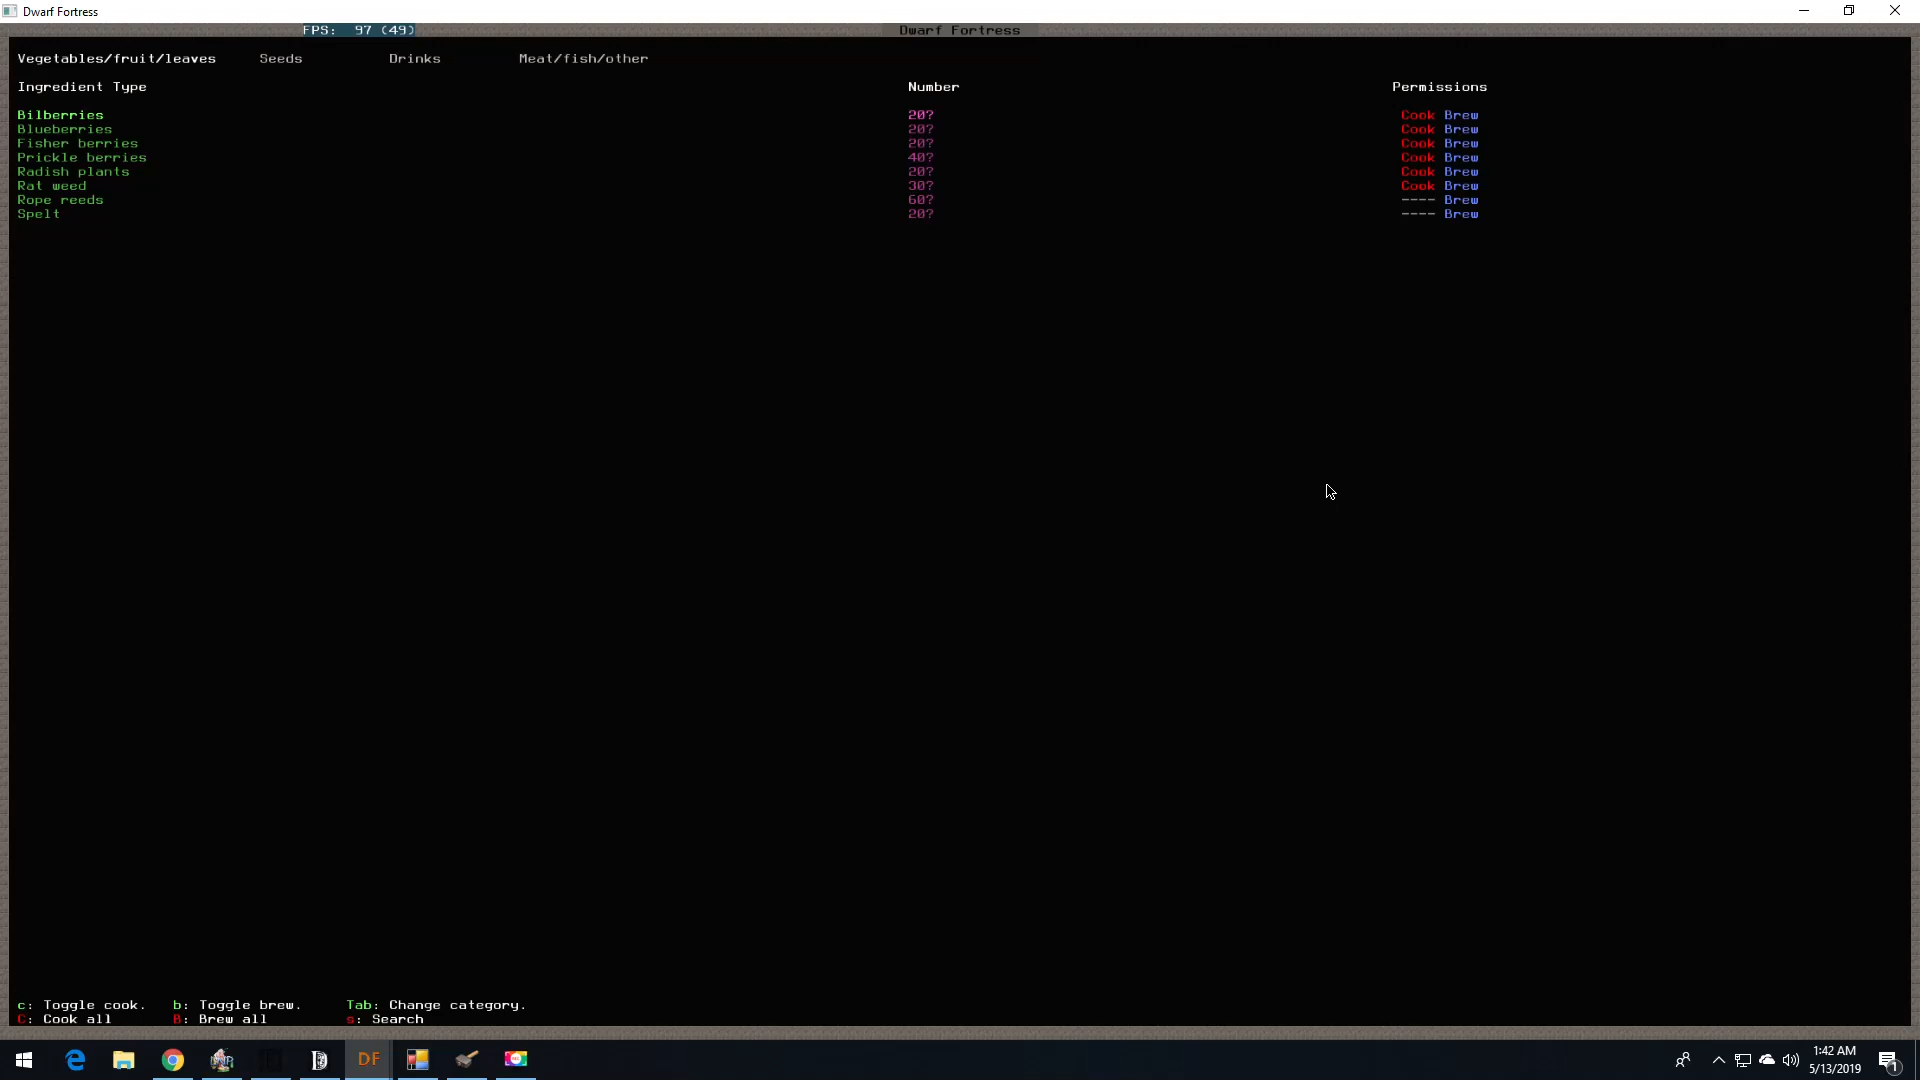 Dwarf Fortress
FPS: 97 (49) Dwarf Fortress
Vegetables/fruit/leaves Seeds Drinks Meat/fish/other
Ingredient Type Number Permissions
Bilberries 20? Cook Brew
Blueberries 20? Cook Brew
Fisher berries 20? Cook Brew
Prickle berries 40? Cook Brew
Radish plants 20? Cook Brew
Rat weed 30? Cook Brew
Rope reeds 60? ---- Brew
Spelt 20? ---- Brew
c: Toggle cook. b: Toggle brew. Tab: Change category.
C: Cook all B: Brew all s: Search
DF
1:42 AM
5/13/2019
1